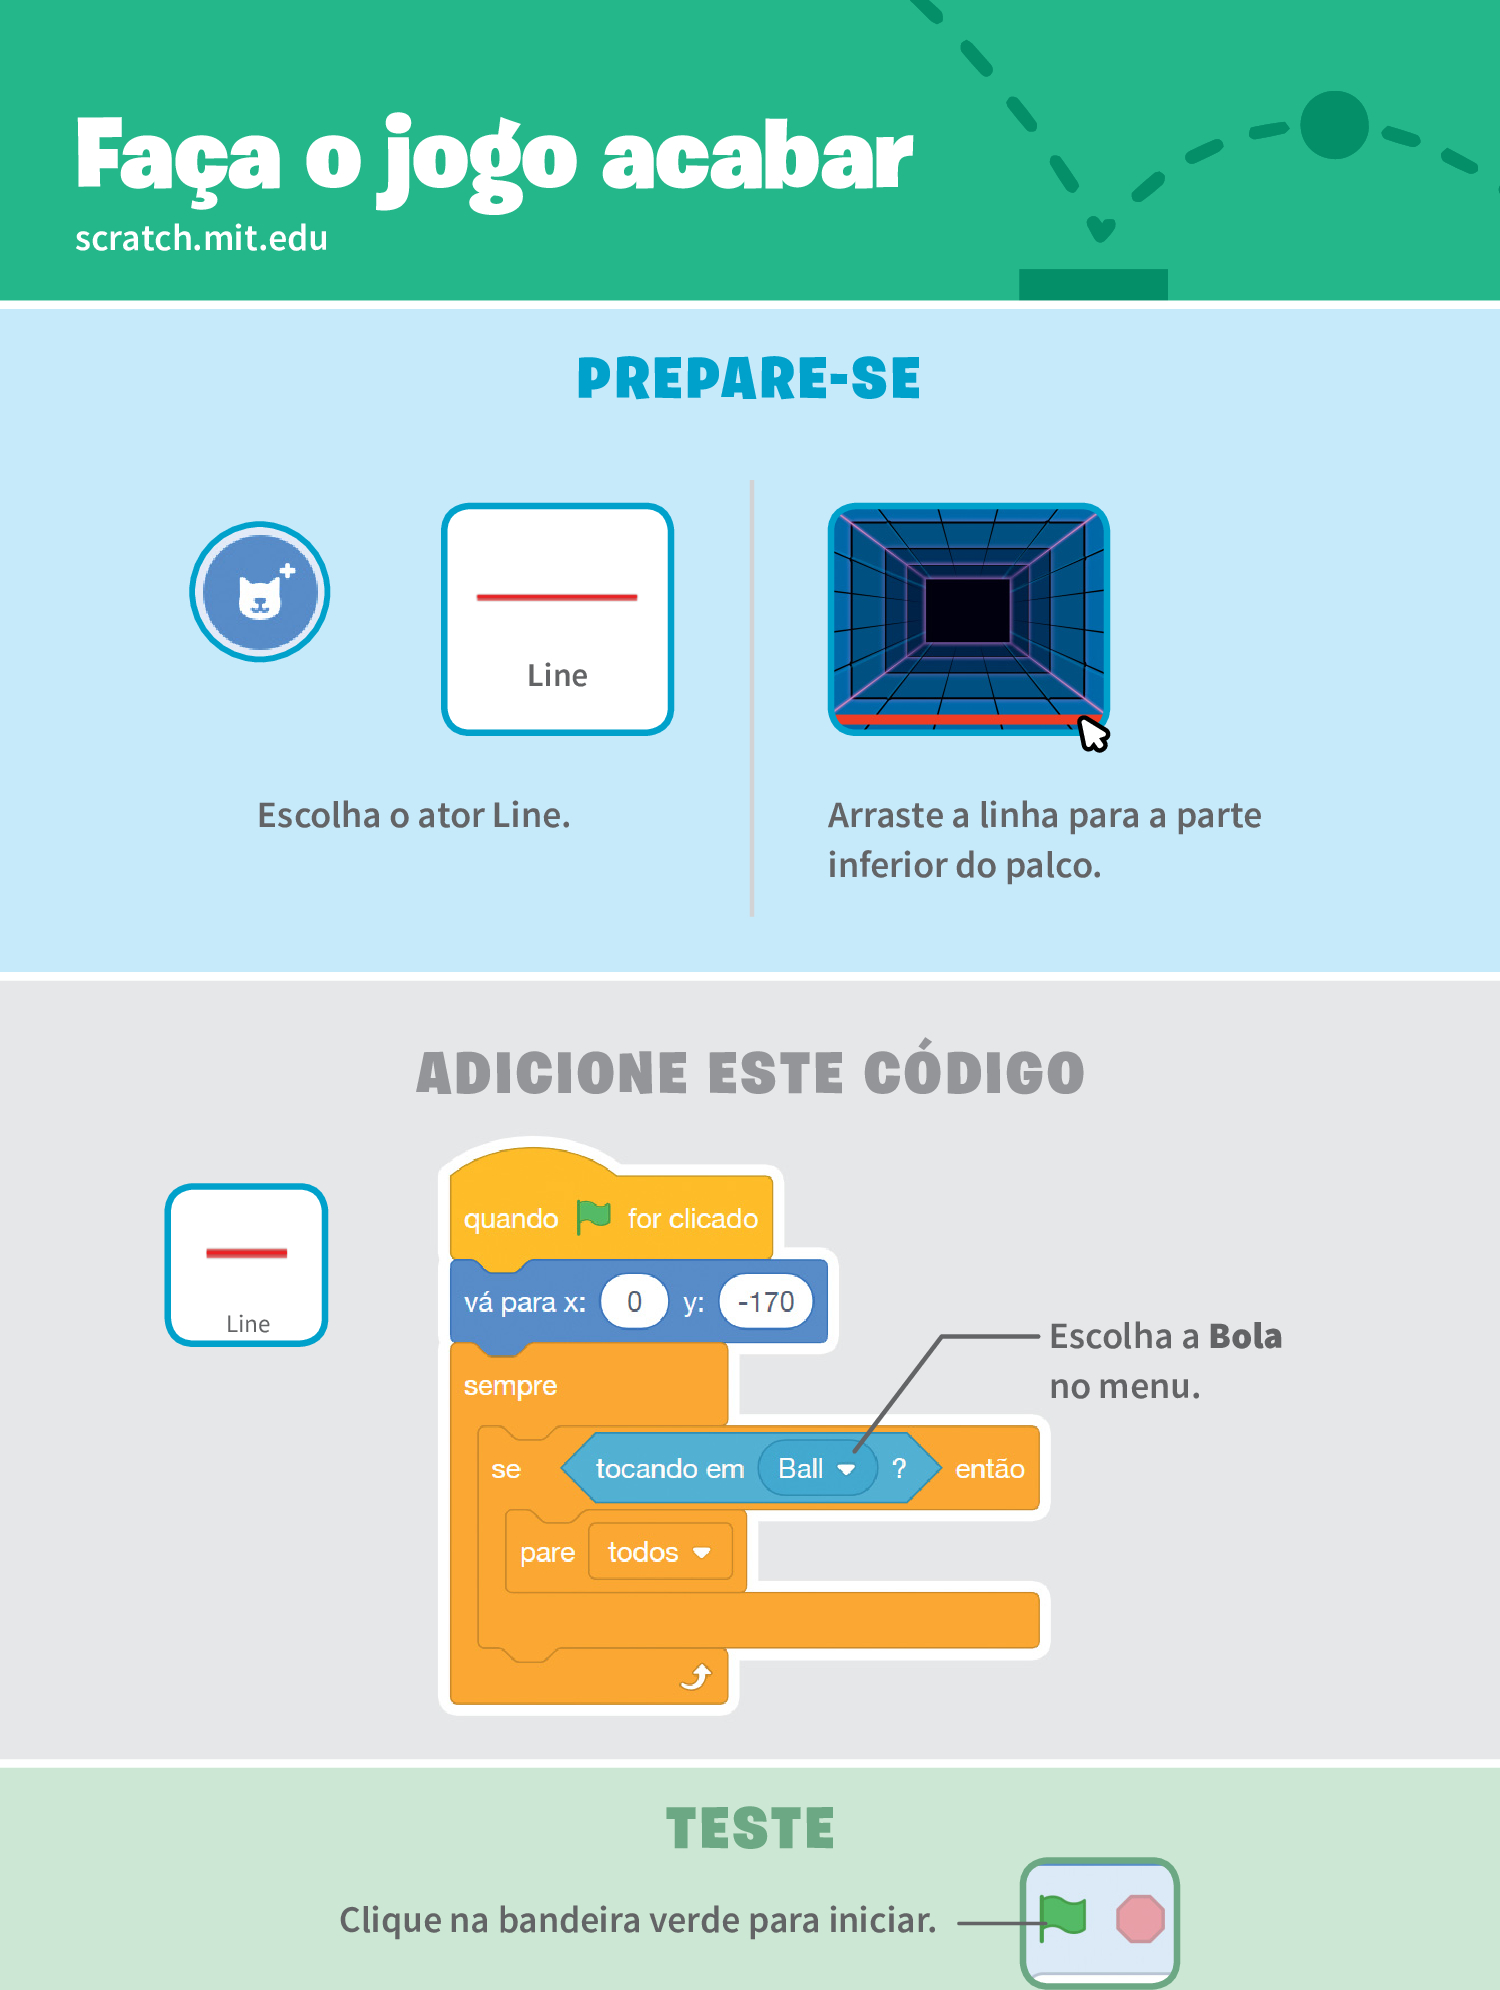 Faça o jogo acabar
scratch.mit.edu
PREPARE-SE
Line
Escolha o ator Line.
Arraste a linha para a parte
inferior do palco.
ADICIONE ESTE CÓDIGO
Line
quando for clicado
vá para x: 0 y: -170
sempre
se tocando em Ball ? então
pare todos
Escolha a Bola
no menu.
TESTE
Clique na bandeira verde para iniciar.